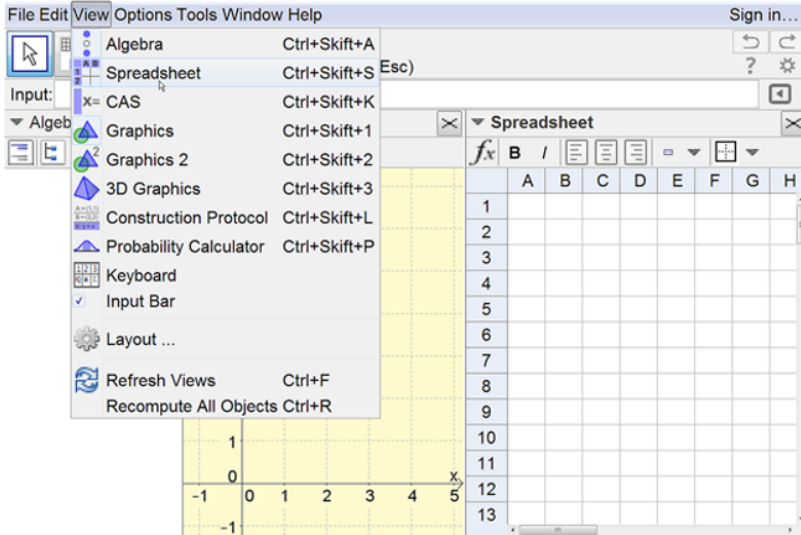 File Edit View Options Tools Window Help Sign in...
Algebra Ctrl+Skift+A
Esc)
Spreadsheet Ctrl+Skift+S
Input:
CAS Ctrl+Skift+K
Algeb
Graphics Ctrl+Skift+1
Graphics 2 Ctrl+Skift+2
3D Graphics Ctrl+Skift+3
Construction Protocol Ctrl+Skift+L
Probability Calculator Ctrl+Skift+P
Keyboard
Input Bar
Layout ...
Refresh Views Ctrl+F
Recompute All Objects Ctrl+R
1
0 x
-1 0 1 2 3 4 5
-1
Spreadsheet
fx B I
A B C D E F G H
1
2
3
4
5
6
7
8
9
10
11
12
13